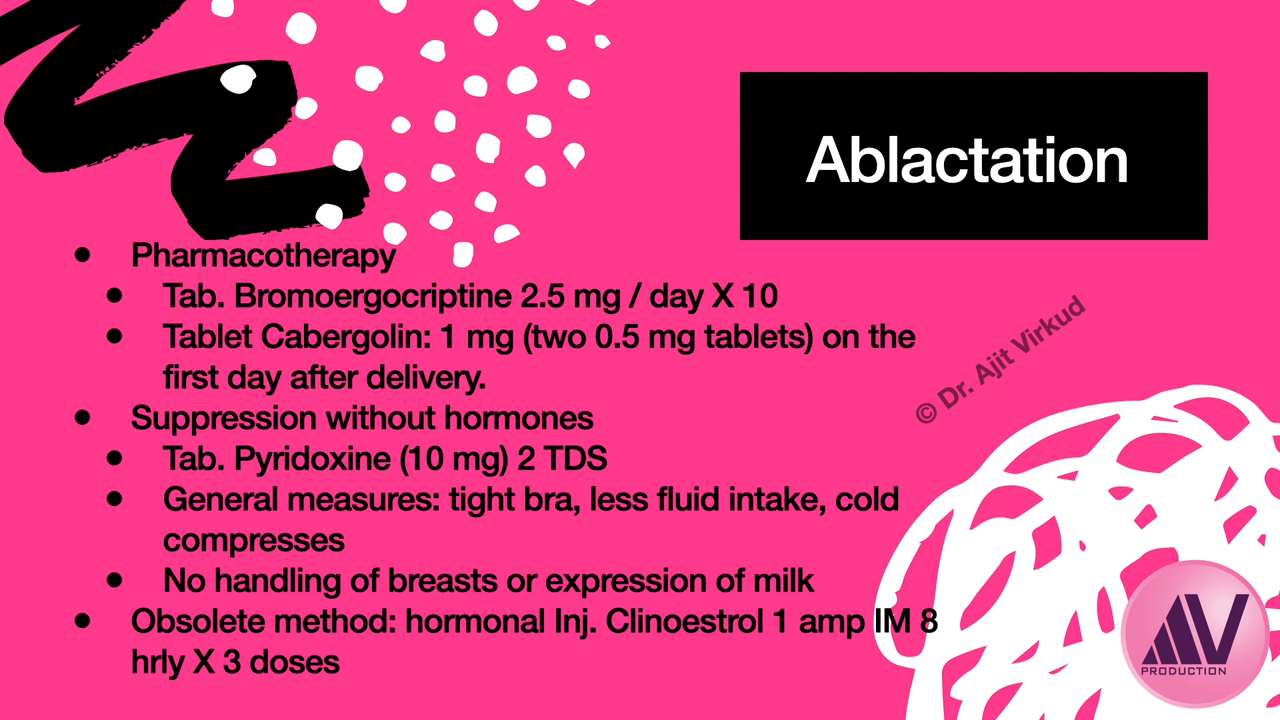 Ablactation
• Pharmacotherapy
• Tab. Bromoergocriptine 2.5 mg / day X 10
• Tablet Cabergolin: 1 mg (two 0.5 mg tablets) on the
first day after delivery.
• Suppression without hormones
• Tab. Pyridoxine (10 mg) 2 TDS
• General measures: tight bra, less fluid intake, cold
compresses
• No handling of breasts or expression of milk
• Obsolete method: hormonal Inj. Clinoestrol 1 amp IM 8
hrly X 3 doses
© Dr. Ajit Virkud
AV
PRODUCTION